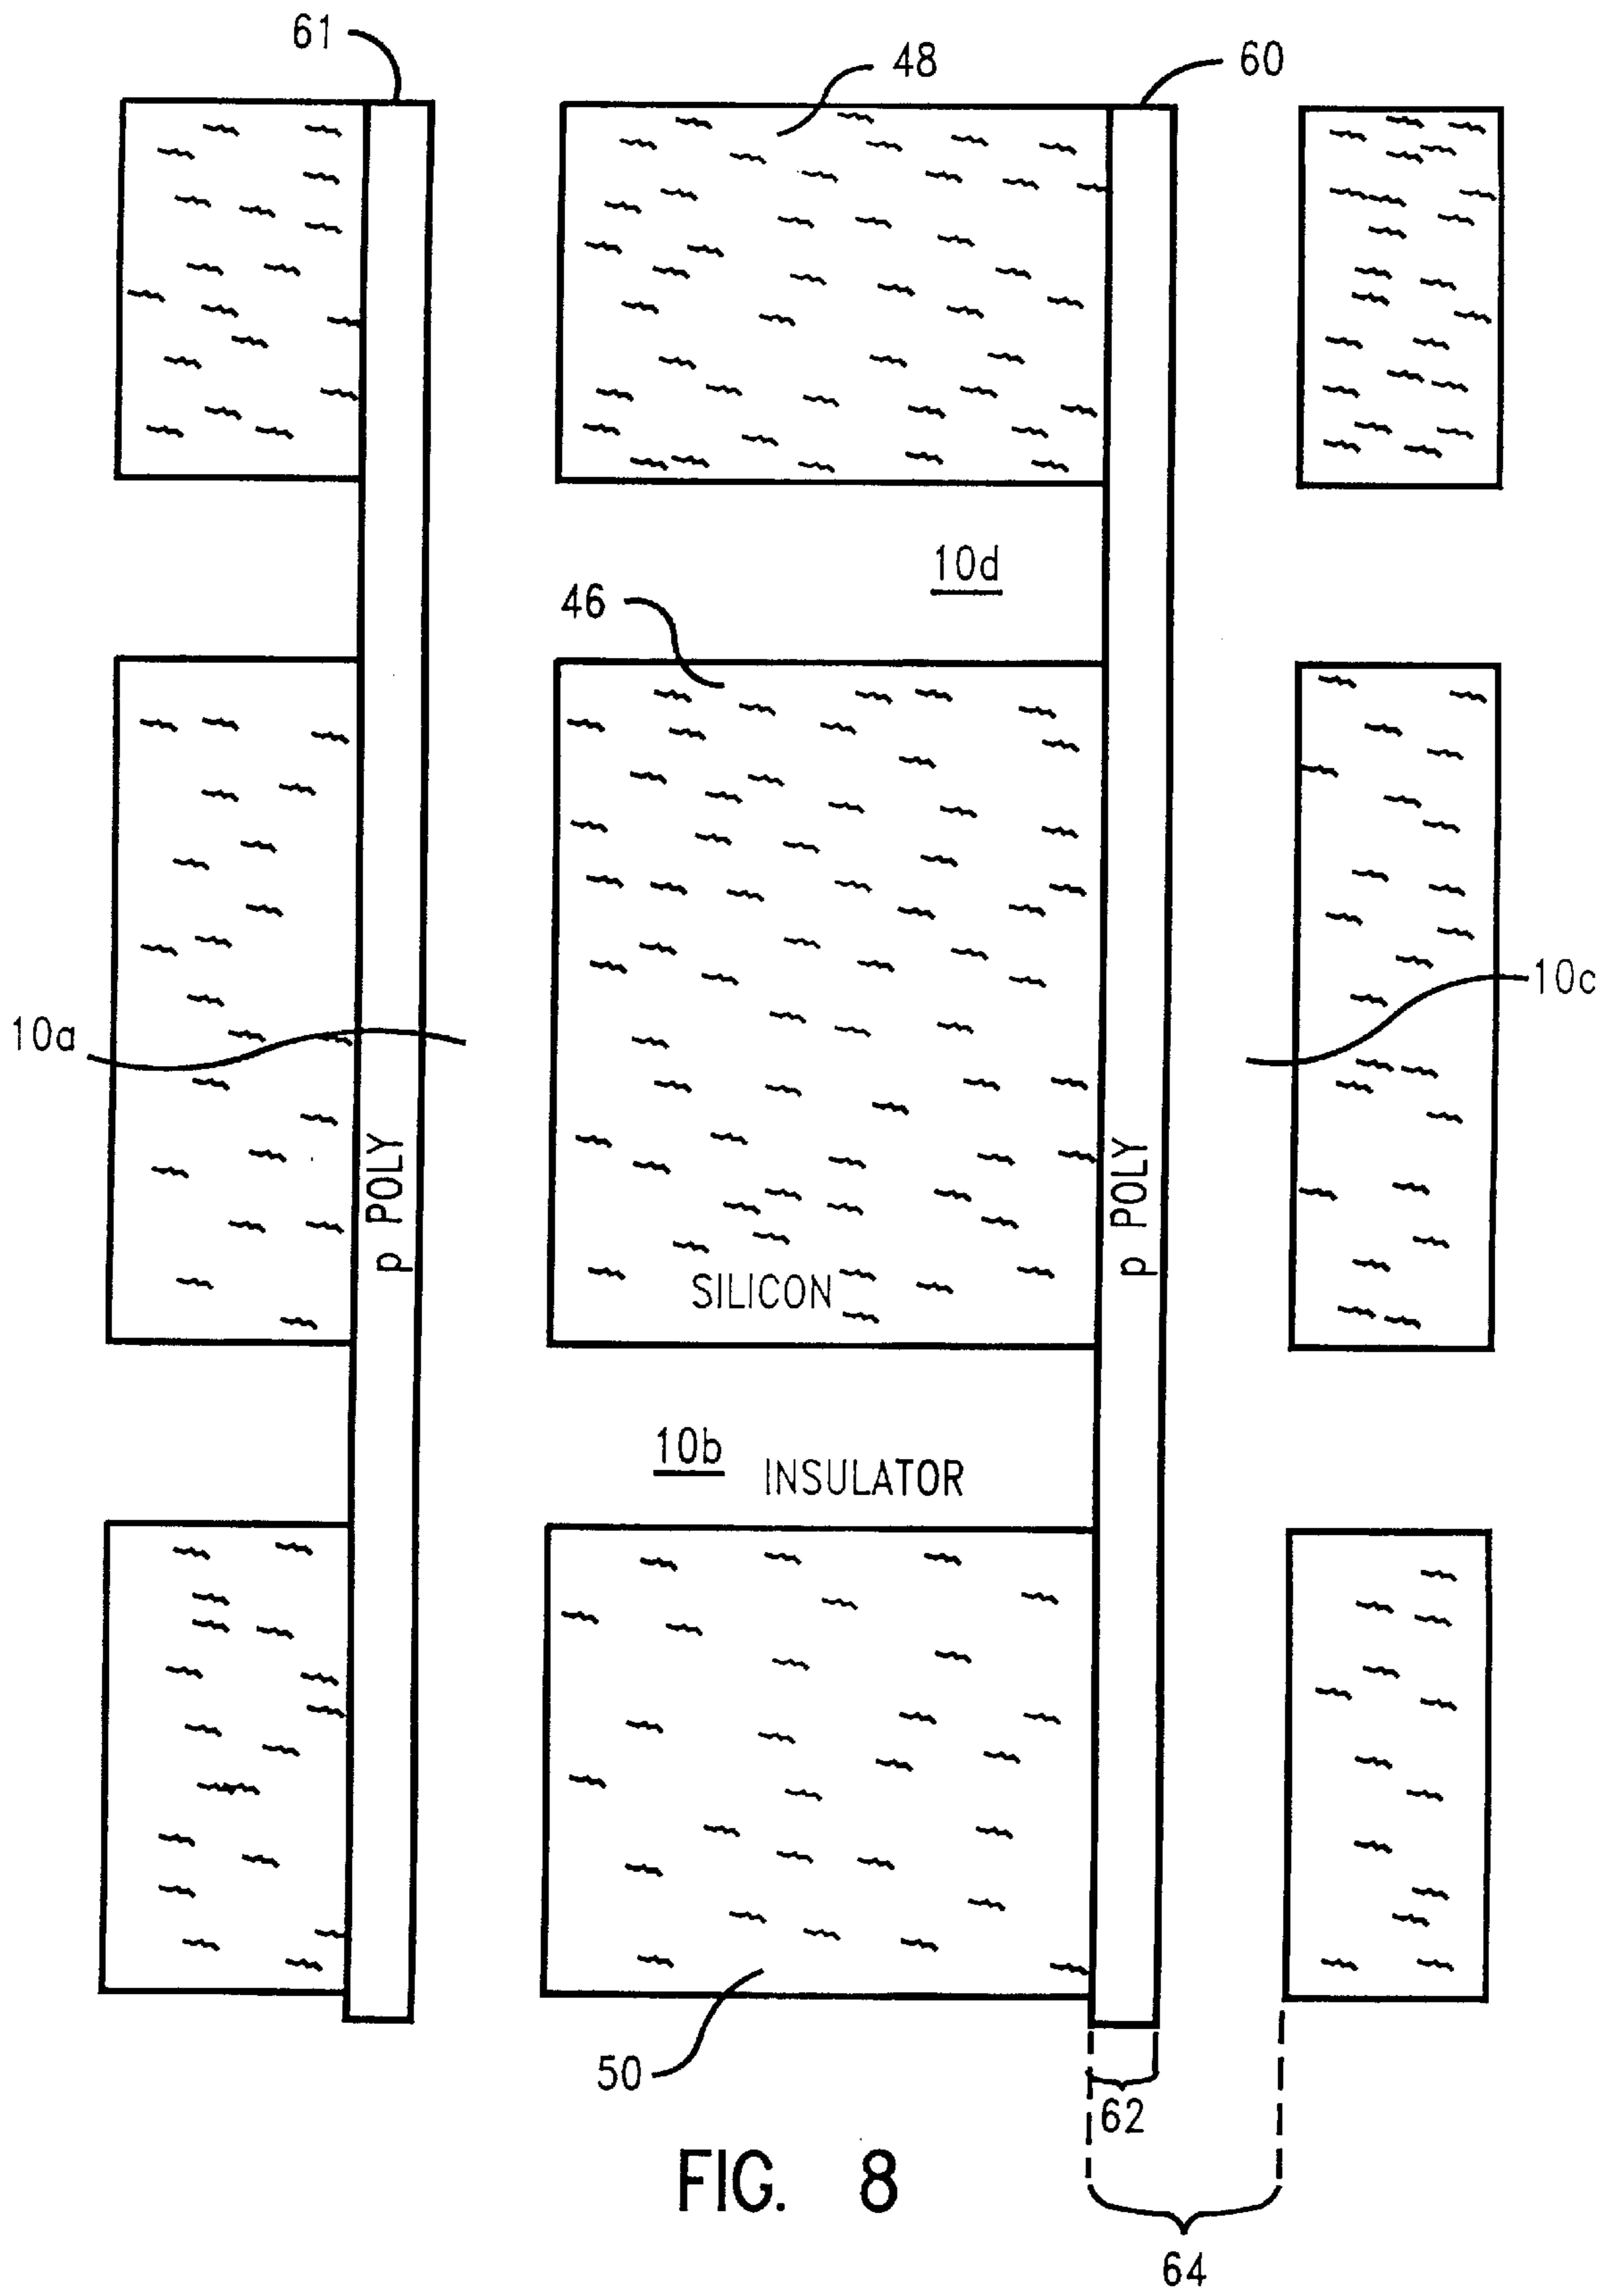 61
48
60
10d
46
10a
10c
p POLY
p POLY
SILICON
10b
INSULATOR
50
62
FIG. 8
64